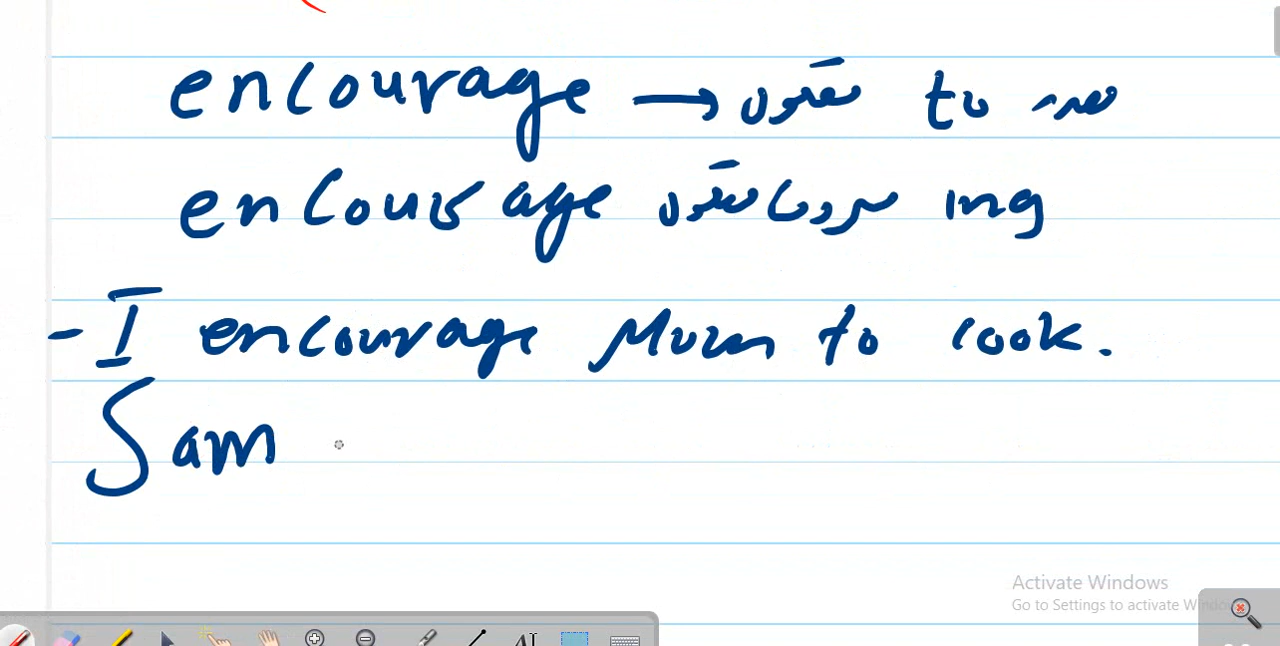 encourage → مفعول to مصدر
encourage بدون مفعول ing
- I encourage Mum to cook.
Sam
Activate Windows
Go to Settings to activate Windows